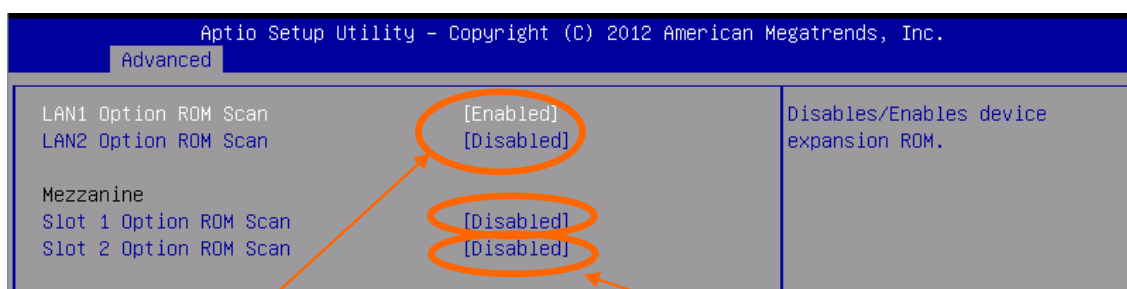 Aptio Setup Utility – Copyright (C) 2012 American Megatrends, Inc.
Advanced
LAN1 Option ROM Scan [Enabled]
LAN2 Option ROM Scan [Disabled]
Mezzanine
Slot 1 Option ROM Scan [Disabled]
Slot 2 Option ROM Scan [Disabled]
Disables/Enables device
expansion ROM.